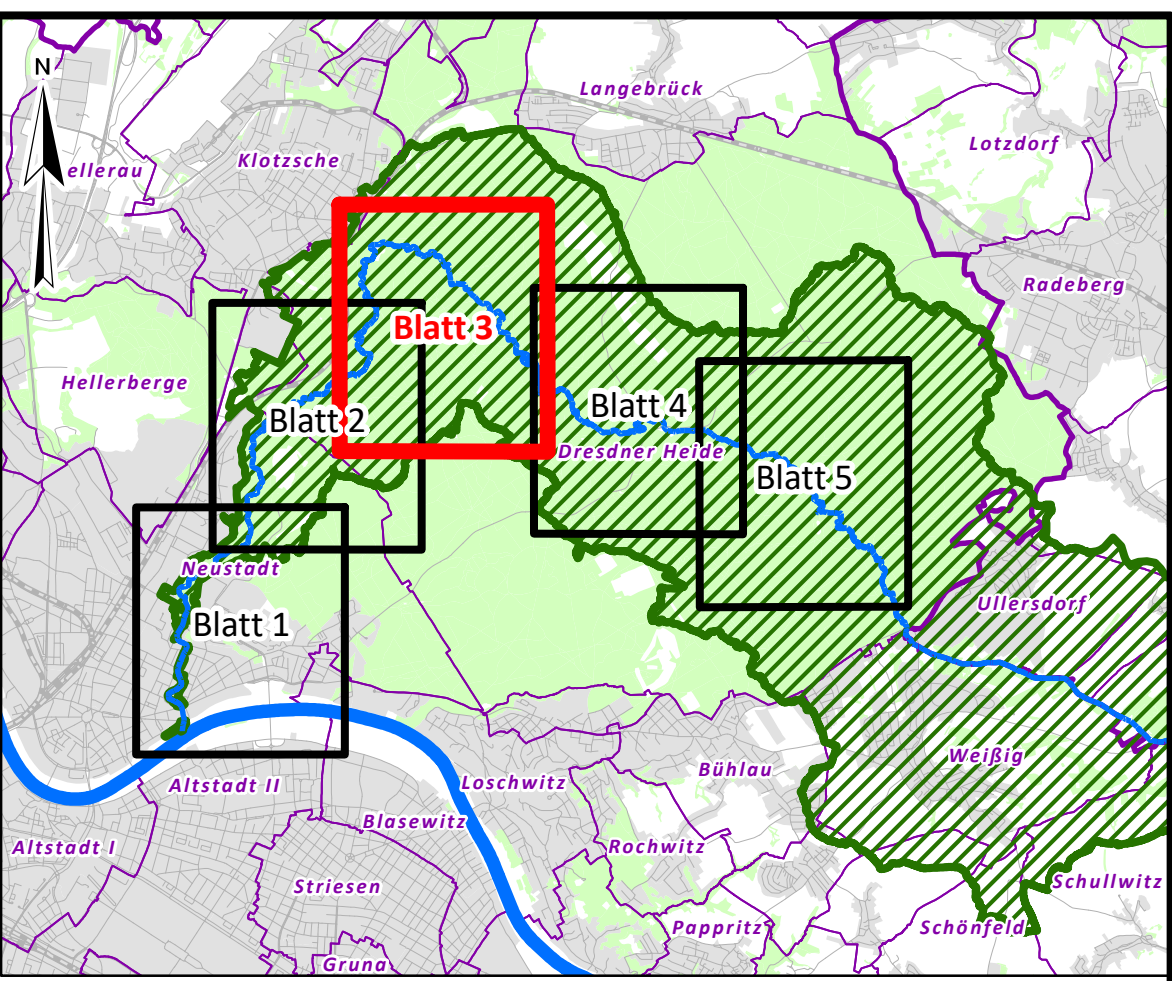 N
Langebrück
Lotzdorf
Klotzsche
ellerau
Radeberg
Blatt 3
Hellerberge
Blatt 4
Blatt 2
Dresdner Heide
Blatt 5
Neustadt
Ullersdorf
Blatt 1
Weißig
Bühlau
Loschwitz
Altstadt II
Blasewitz
Altstadt I
Rochwitz
Striesen
Schullwitz
Pappritz
Schönfeld
Gruna